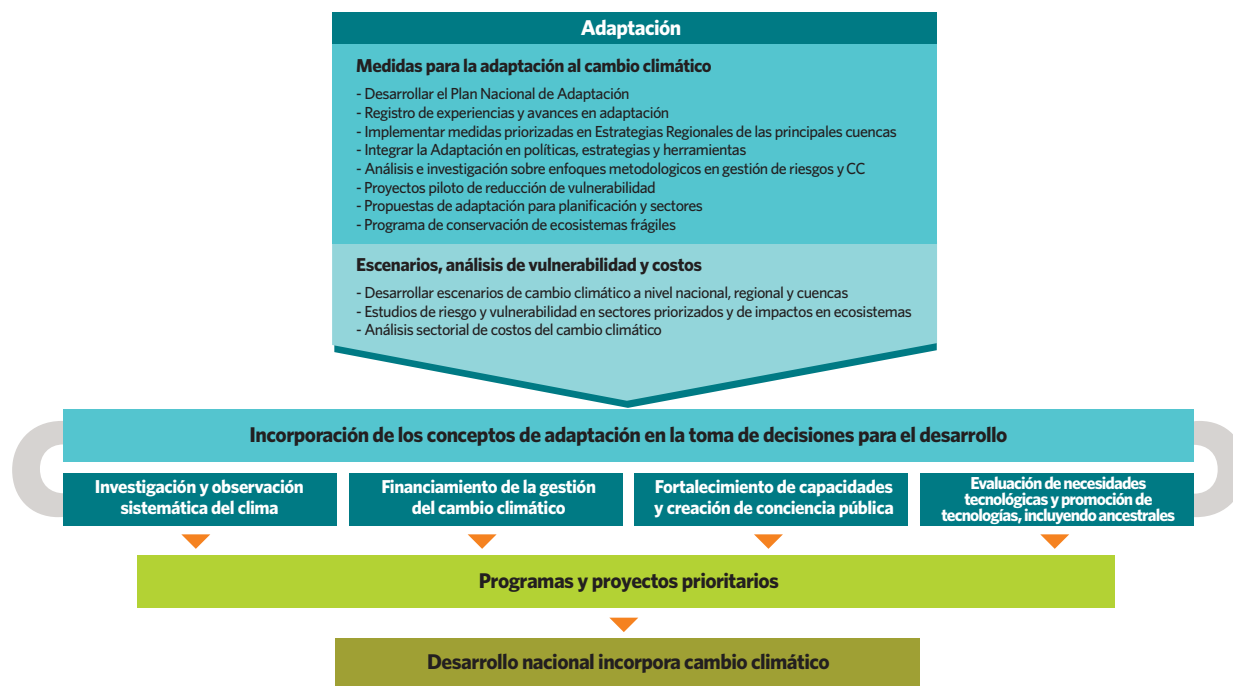 Adaptación
Medidas para la adaptación al cambio climático
- Desarrollar el Plan Nacional de Adaptación
- Registro de experiencias y avances en adaptación
- Implementar medidas priorizadas en Estrategias Regionales de las principales cuencas
- Integrar la Adaptación en políticas, estrategias y herramientas
- Análisis e investigación sobre enfoques metodologicos en gestión de riesgos y CC
- Proyectos piloto de reducción de vulnerabilidad
- Propuestas de adaptación para planificación y sectores
- Programa de conservación de ecosistemas frágiles
Escenarios, análisis de vulnerabilidad y costos
- Desarrollar escenarios de cambio climático a nivel nacional, regional y cuencas
- Estudios de riesgo y vulnerabilidad en sectores priorizados y de impactos en ecosistemas
- Análisis sectorial de costos del cambio climático
Incorporación de los conceptos de adaptación en la toma de decisiones para el desarrollo
Investigación y observación
sistemática del clima
Financiamiento de la gestión
del cambio climático
Fortalecimiento de capacidades
y creación de conciencia pública
Evaluación de necesidades
tecnológicas y promoción de
tecnologías, incluyendo ancestrales
Programas y proyectos prioritarios
Desarrollo nacional incorpora cambio climático